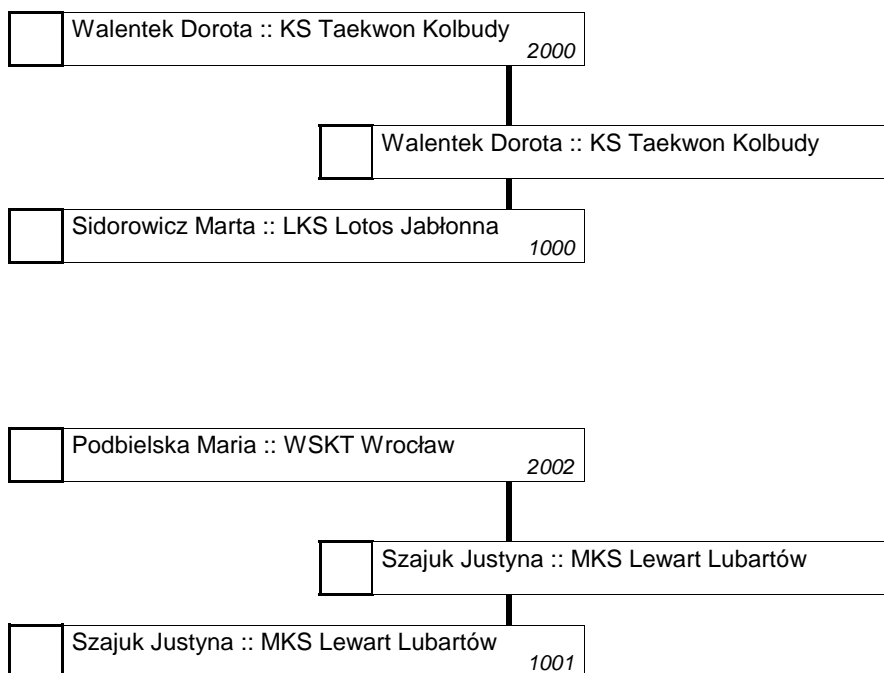 Walentek Dorota :: KS Taekwon Kolbudy
2000
Walentek Dorota :: KS Taekwon Kolbudy
Sidorowicz Marta :: LKS Lotos Jabłonna
1000
Podbielska Maria :: WSKT Wrocław
2002
Szajuk Justyna :: MKS Lewart Lubartów
Szajuk Justyna :: MKS Lewart Lubartów
1001